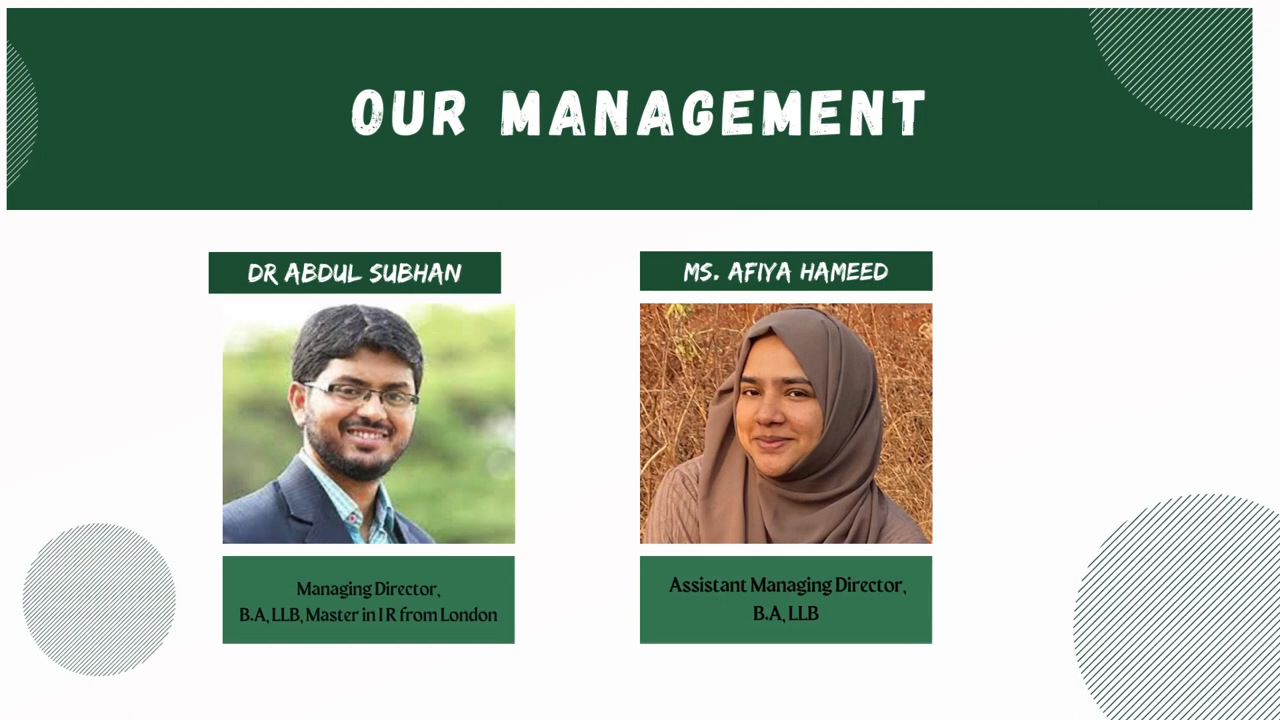 OUR MANAGEMENT
DR ABDUL SUBHAN
MS. AFIYA HAMEED
Managing Director,
B.A, LLB, Master in I R from London
Assistant Managing Director,
B.A, LLB